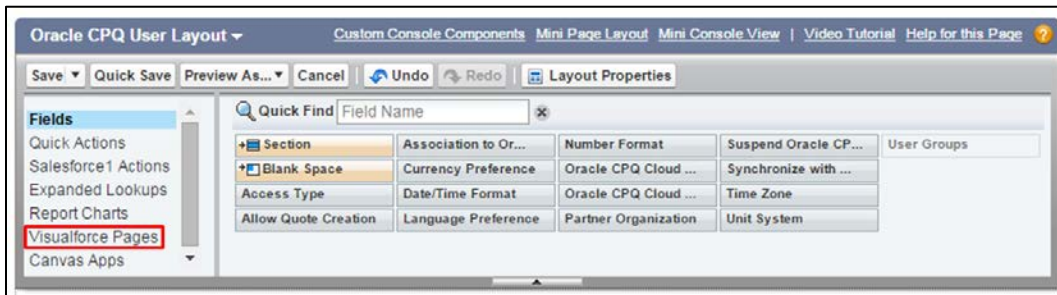 Oracle CPQ User Layout Custom Console Components Mini Page Layout Mini Console View | Video Tutorial Help for this Page ?
Save Quick Save Preview As... Cancel Undo Redo Layout Properties
Fields
Quick Actions
Salesforce1 Actions
Expanded Lookups
Report Charts
Visualforce Pages
Canvas Apps
Quick Find Field Name
Section Association to Or... Number Format Suspend Oracle CP... User Groups
Blank Space Currency Preference Oracle CPQ Cloud ... Synchronize with ...
Access Type Date/Time Format Oracle CPQ Cloud ... Time Zone
Allow Quote Creation Language Preference Partner Organization Unit System